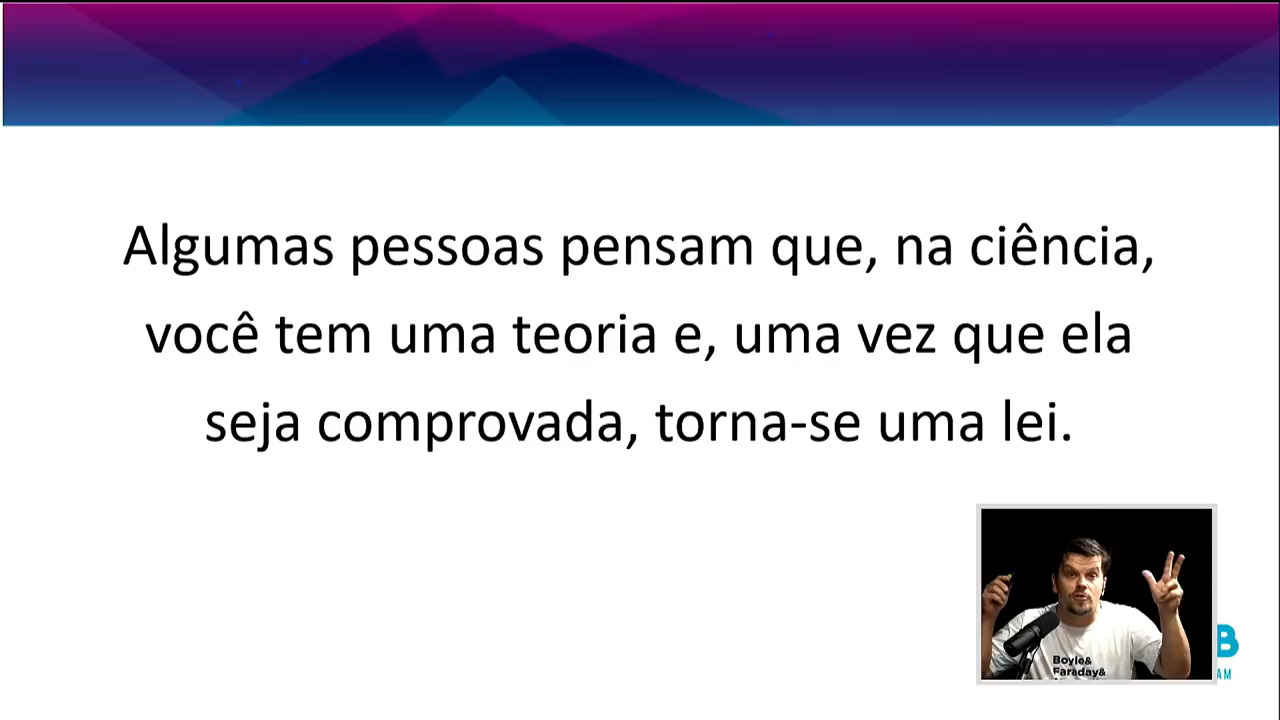 Algumas pessoas pensam que, na ciência,
você tem uma teoria e, uma vez que ela
seja comprovada, torna-se uma lei.
Boyle&
Faraday&
B
AM